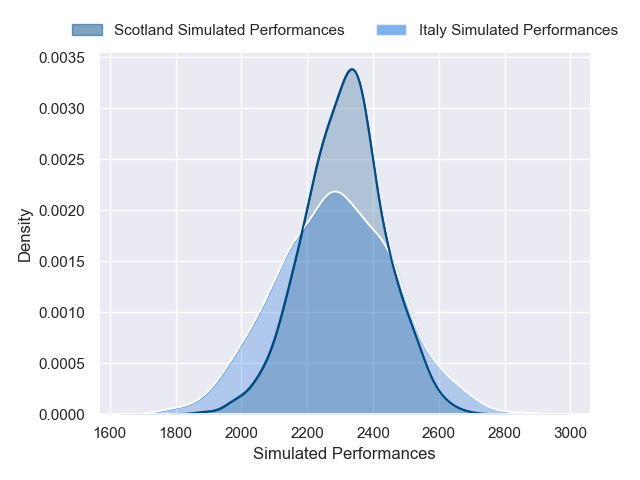 Scotland Simulated Performances Italy Simulated Performances
0.0035
0.0030
0.0025
0.0020
0.0015
0.0010
0.0005
0.0000
Density
1600 1800 2000 2200 2400 2600 2800 3000
Simulated Performances